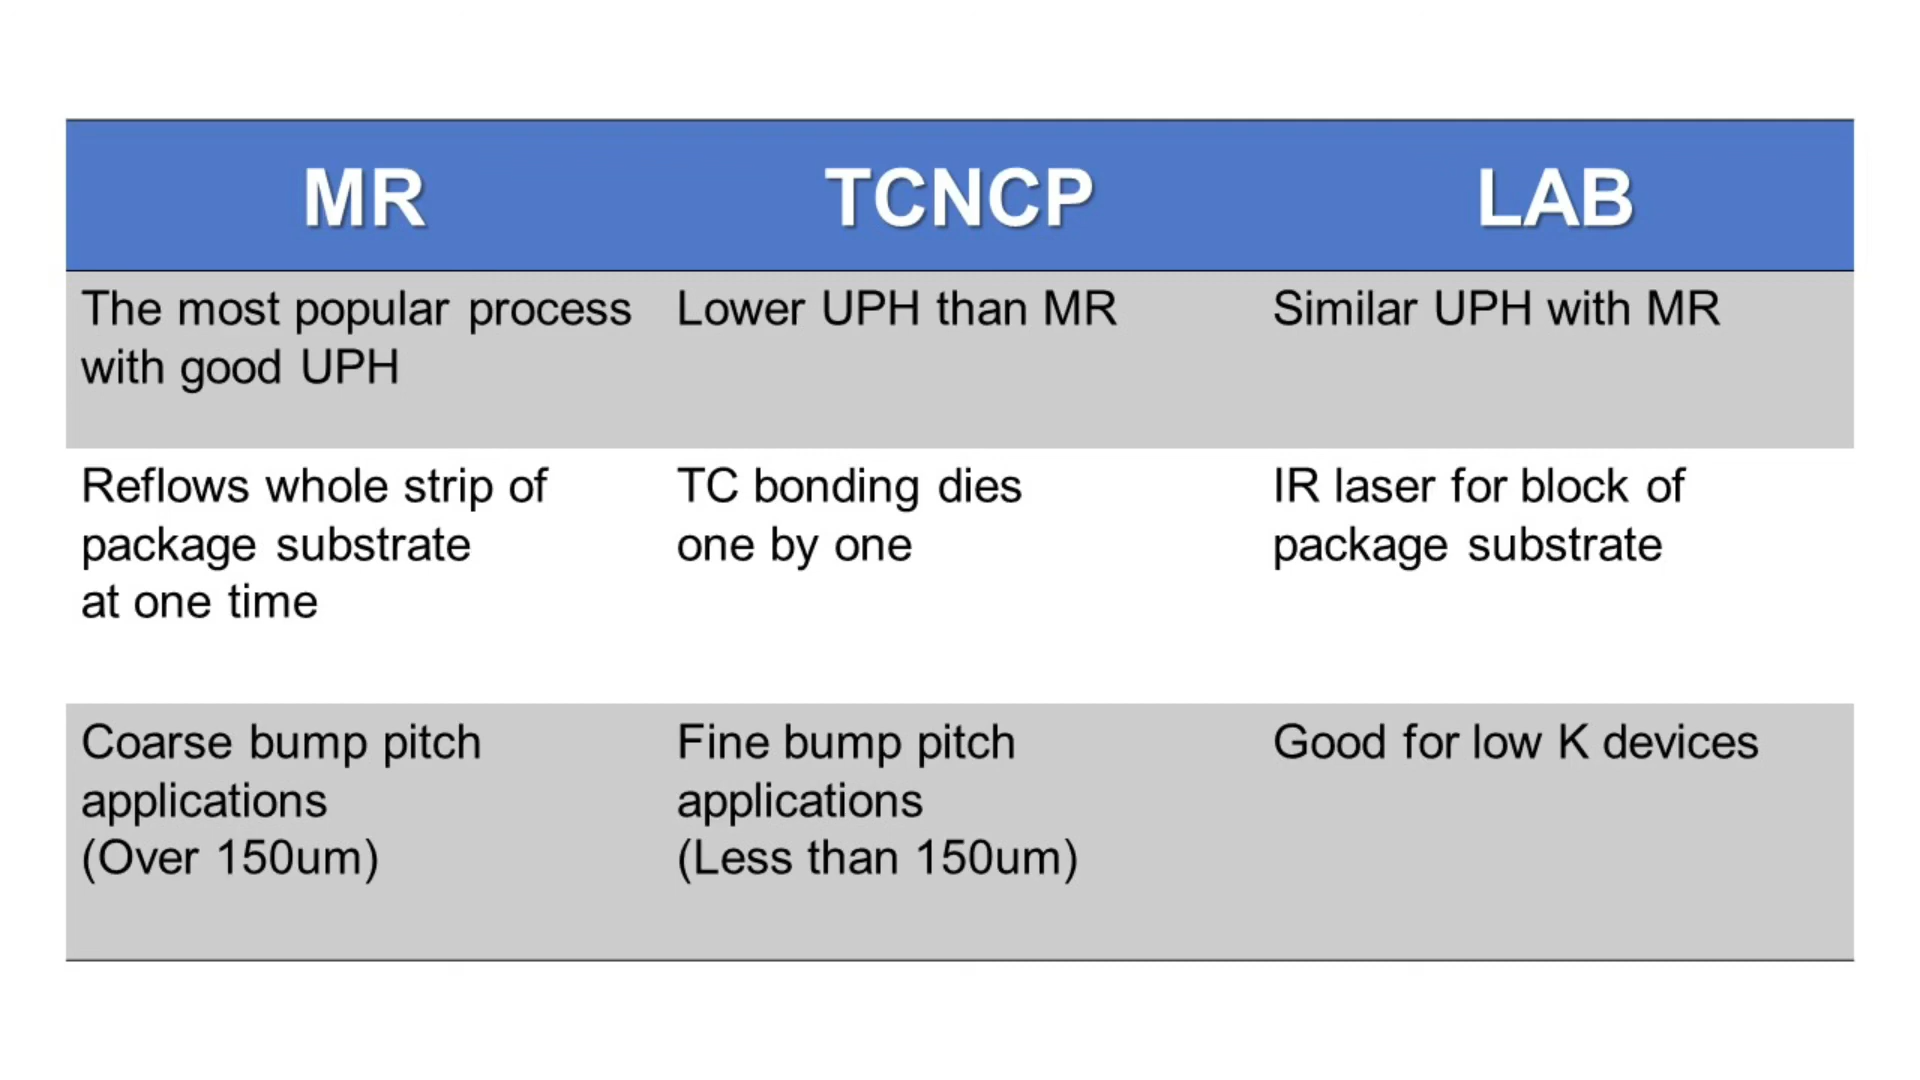 MR TCNCP LAB
The most popular process
with good UPH
Lower UPH than MR
Similar UPH with MR
Reflows whole strip of
package substrate
at one time
TC bonding dies
one by one
IR laser for block of
package substrate
Coarse bump pitch
applications
(Over 150um)
Fine bump pitch
applications
(Less than 150um)
Good for low K devices